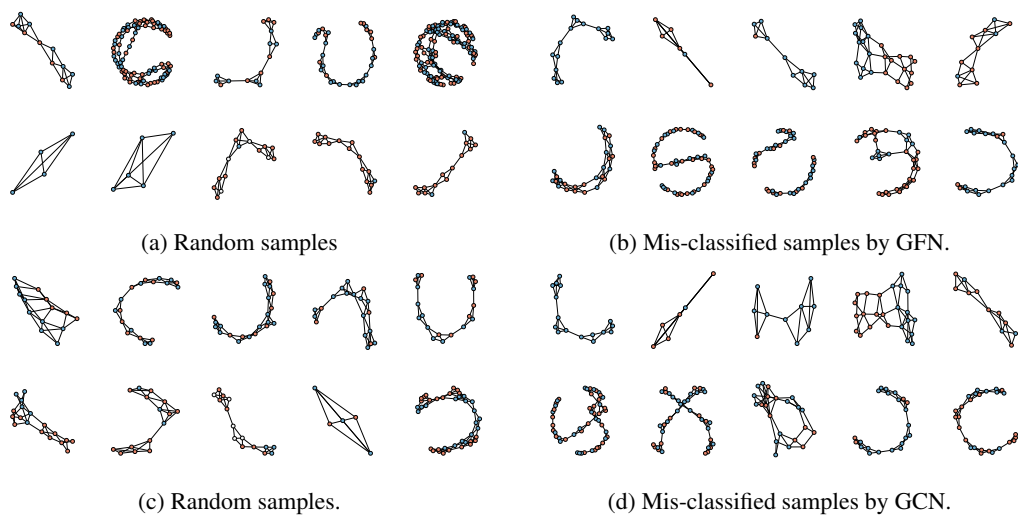 (a) Random samples
(b) Mis-classified samples by GFN.
(c) Random samples.
(d) Mis-classified samples by GCN.